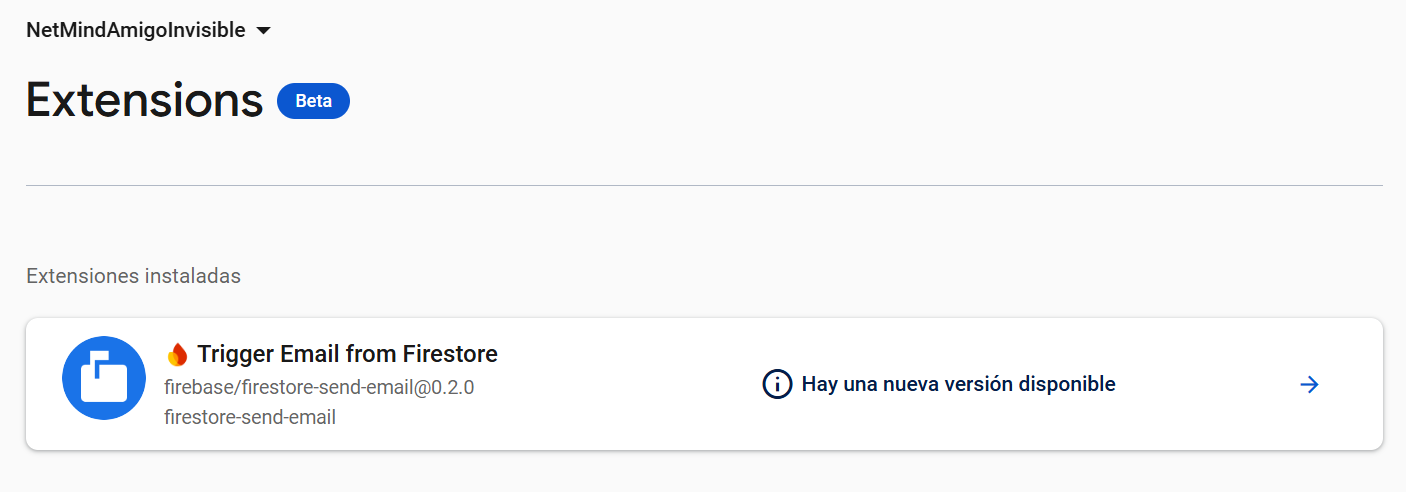 NetMindAmigoInvisible
Extensions Beta
Extensiones instaladas
Trigger Email from Firestore
firebase/firestore-send-email@0.2.0
firestore-send-email
Hay una nueva versión disponible